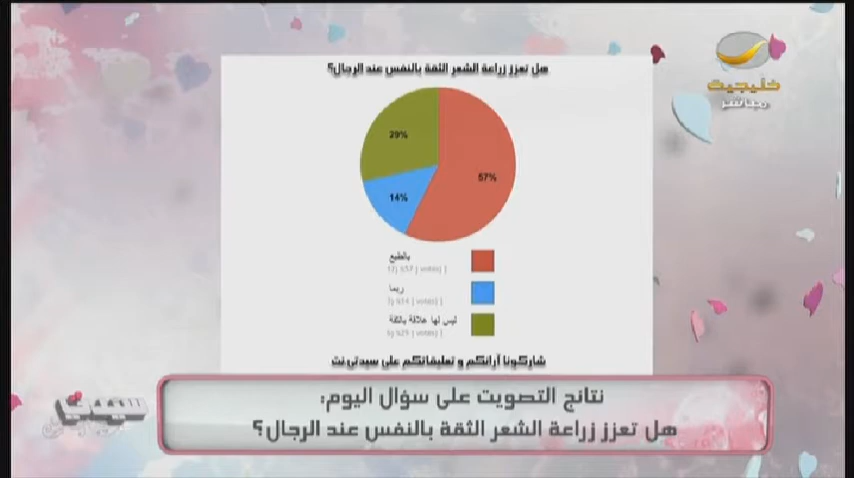 هل تعزز زراعة الشعر الثقة بالنفس عند الرجال؟
خليجية
مباشر
29%
57%
14%
بالطبع
ربما
ليس لها علاقة بالثقة
شاركونا آرائكم و تعليقاتكم على سيدتي.نت
نتائج التصويت على سؤال اليوم:
هل تعزز زراعة الشعر الثقة بالنفس عند الرجال؟
سيدتي